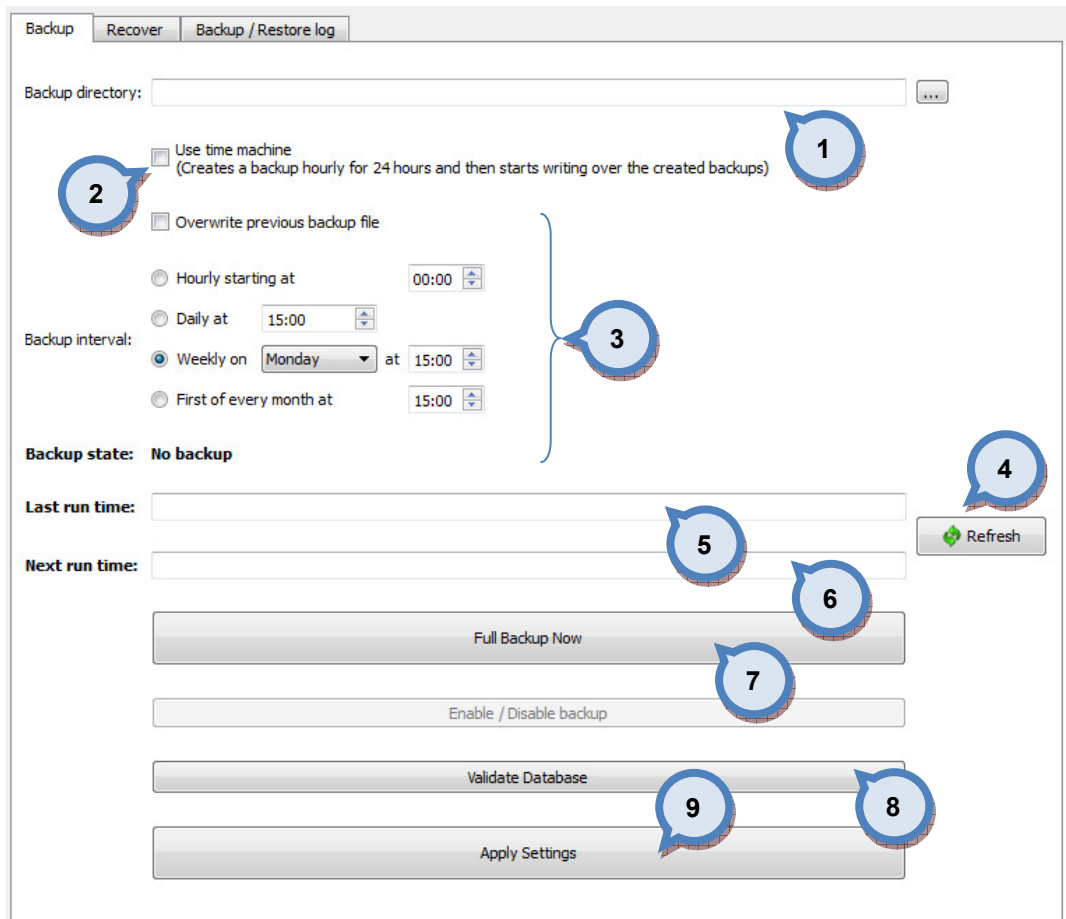 Backup Recover Backup / Restore log
Backup directory: ...
1
Use time machine
(Creates a backup hourly for 24 hours and then starts writing over the created backups)
2
Overwrite previous backup file
Hourly starting at 00:00
Daily at 15:00
Backup interval:
3
Weekly on Monday at 15:00
First of every month at 15:00
Backup state: No backup
4
Last run time:
Refresh
5
Next run time:
6
Full Backup Now
7
Enable / Disable backup
Validate Database
9 8
Apply Settings